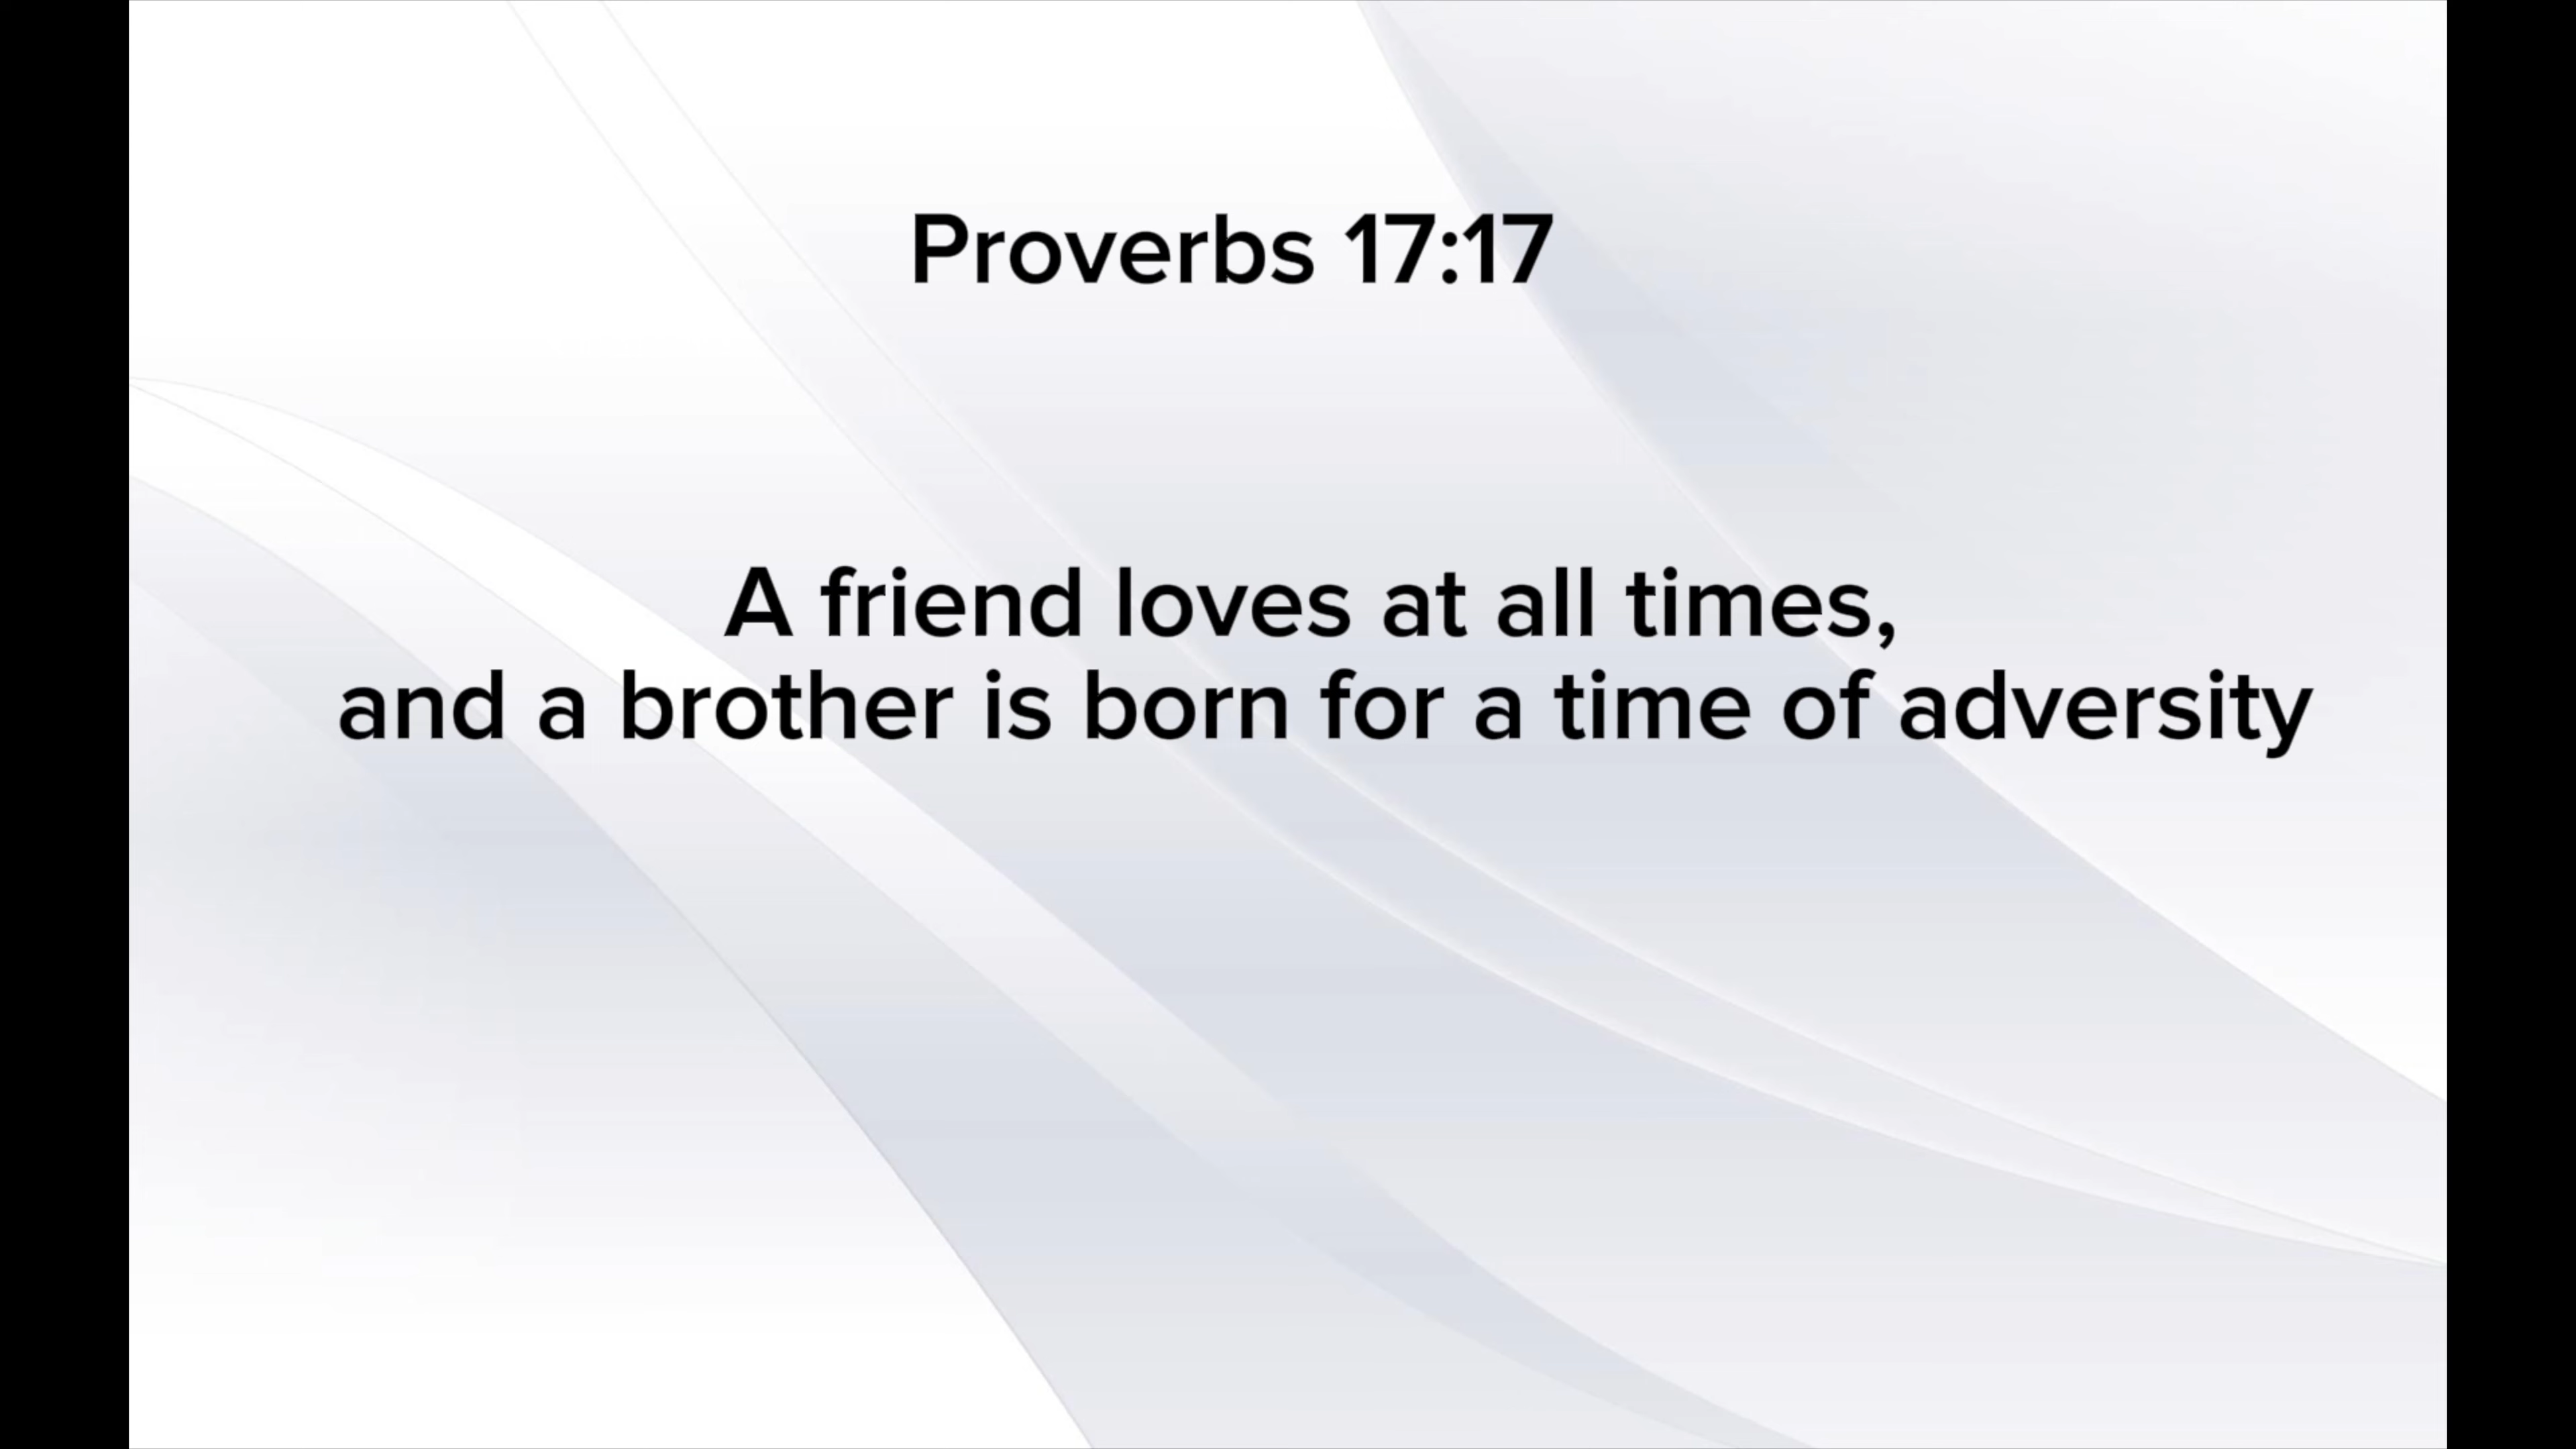 Proverbs 17:17
A friend loves at all times,
and a brother is born for a time of adversity